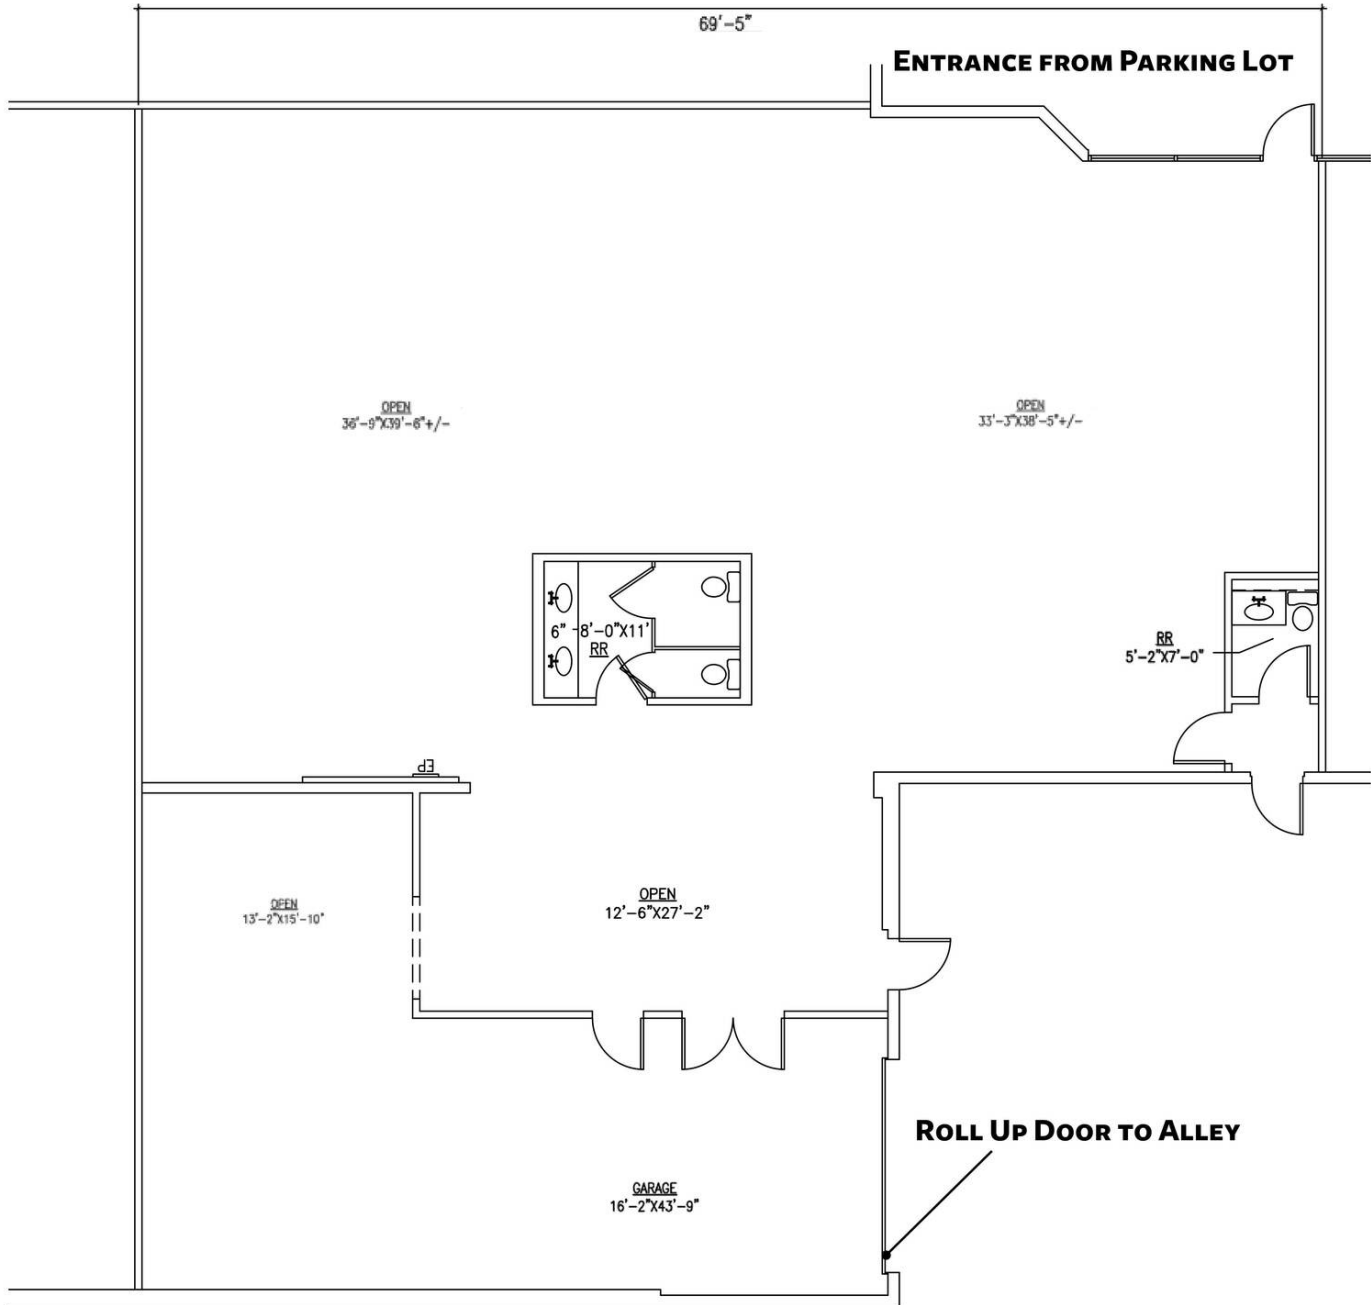 69'-5"
ENTRANCE FROM PARKING LOT
OPEN
36'-9"X39'-6"+/-
OPEN
33'-3"X38'-5"+/-
6" -8'-0"X11'
RR
RR
5'-2"X7'-0"
EP
OPEN
12'-6"X27'-2"
OPEN
13'-2"X15'-10"
ROLL UP DOOR TO ALLEY
GARAGE
16'-2"X43'-9"